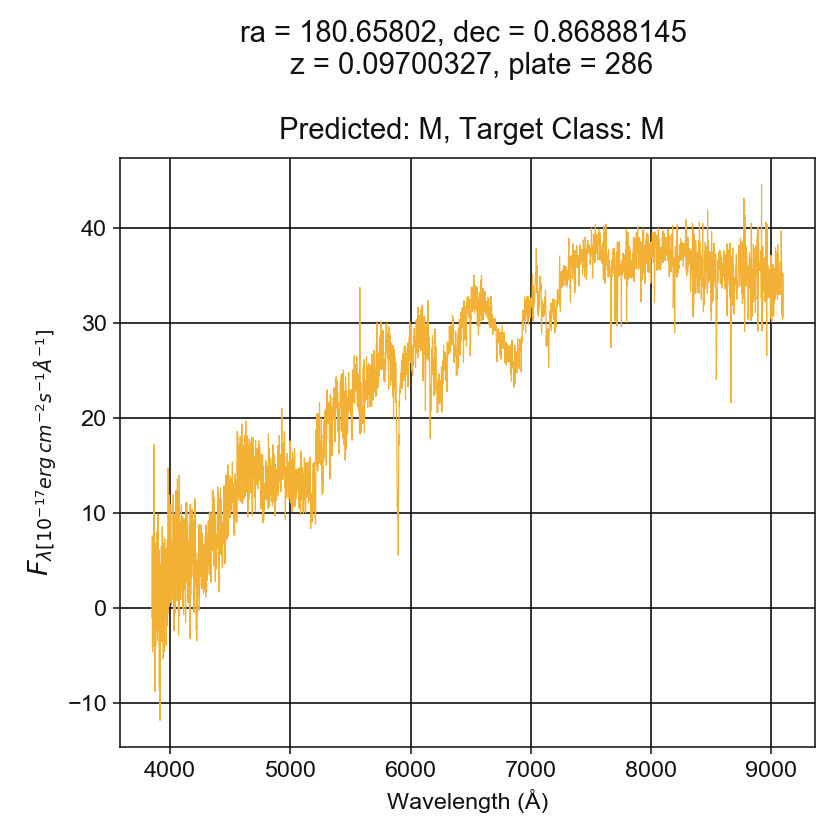 ra = 180.65802, dec = 0.86888145
z = 0.09700327, plate = 286
Predicted: M, Target Class: M
40
30
20
10
0
−10
F_{λ[10^{−17} erg cm^{−2} s^{−1} Å^{−1}]}
4000 5000 6000 7000 8000 9000
Wavelength (Å)